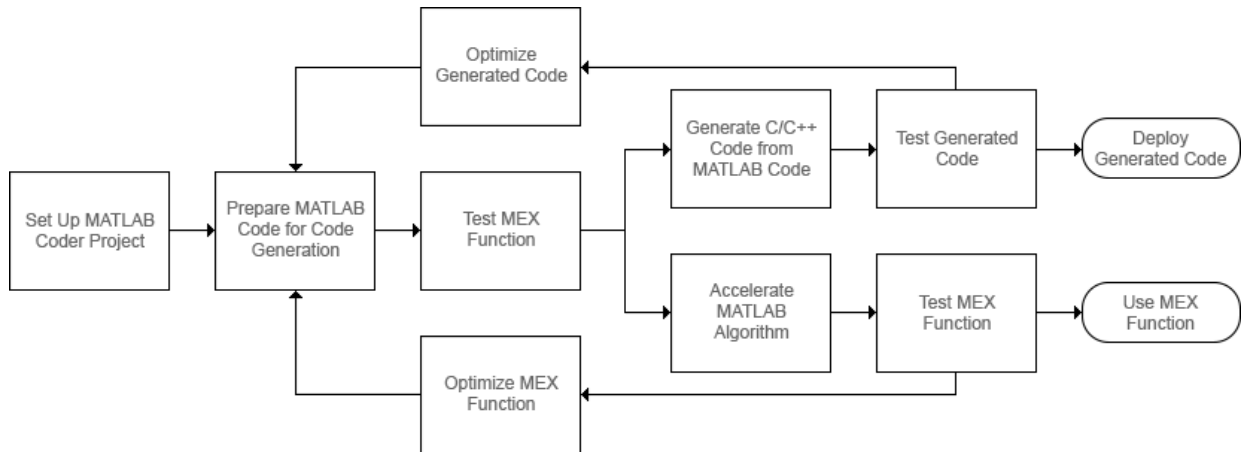 Optimize
Generated Code
Generate C/C++
Code from
MATLAB Code
Test Generated
Code
Deploy
Generated Code
Set Up MATLAB
Coder Project
Prepare MATLAB
Code for Code
Generation
Test MEX
Function
Accelerate
MATLAB
Algorithm
Test MEX
Function
Use MEX
Function
Optimize MEX
Function